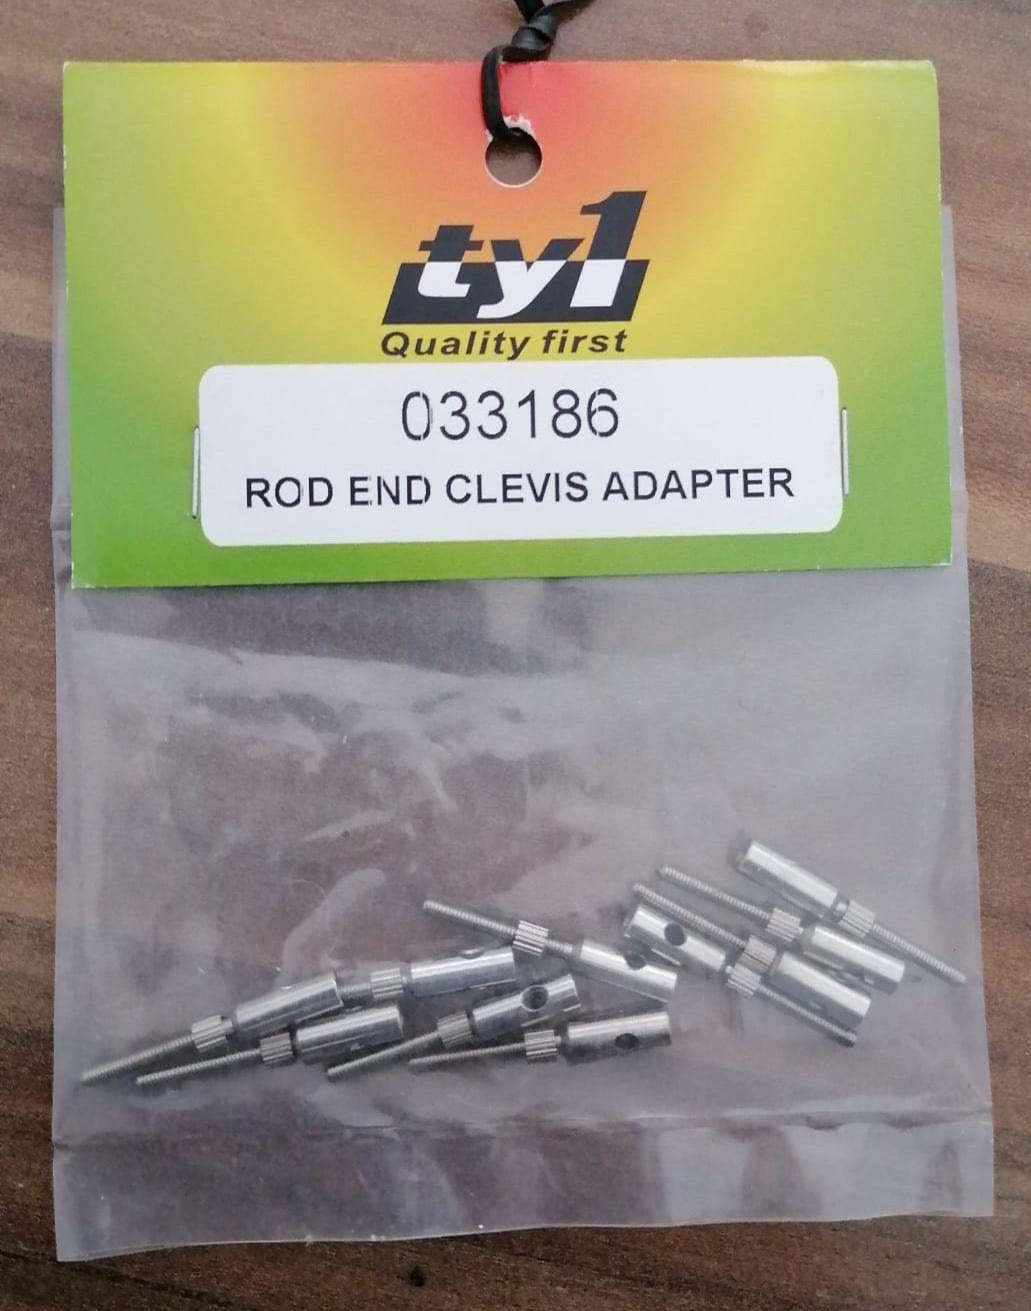 ty1
Quality first
033186
ROD END CLEVIS ADAPTER